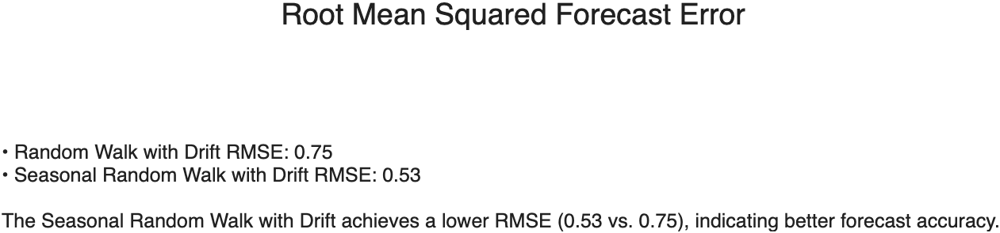 Root Mean Squared Forecast Error
• Random Walk with Drift RMSE: 0.75
• Seasonal Random Walk with Drift RMSE: 0.53
The Seasonal Random Walk with Drift achieves a lower RMSE (0.53 vs. 0.75), indicating better forecast accuracy.